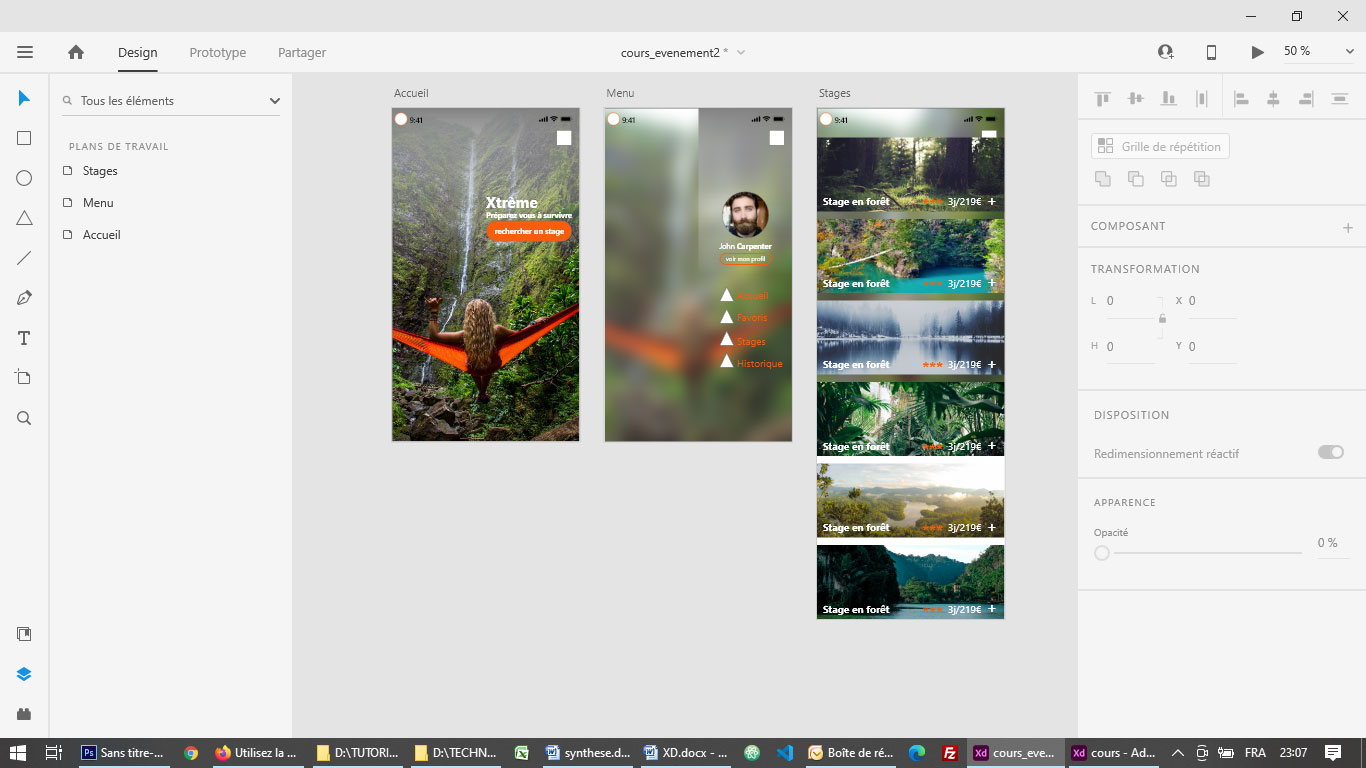 Design
Prototype
Partager
cours_evenement2 *
50 %
Tous les éléments
PLANS DE TRAVAIL
Stages
Menu
Accueil
Accueil
9:41
Xtrême
Préparez vous à survivre
rechercher un stage
Menu
9:41
John Carpenter
voir mon profil
Accueil
Favoris
Stages
Historique
Stages
9:41
Stage en forêt *** 3j/219€ +
Stage en forêt *** 3j/219€ +
Stage en forêt *** 3j/219€ +
Stage en forêt *** 3j/219€ +
Stage en forêt *** 3j/219€ +
Stage en forêt *** 3j/219€ +
Grille de répétition
COMPOSANT
TRANSFORMATION
L 0 X 0
H 0 Y 0
DISPOSITION
Redimensionnement réactif
APPARENCE
Opacité
0 %
Ps Sans titre-...
Utilisez la ...
D:\TUTORI...
D:\TECHN...
synthese.d...
XD.docx - ...
Boîte de ré...
Fz
Xd cours_eve...
Xd cours - Ad...
FRA
23:07